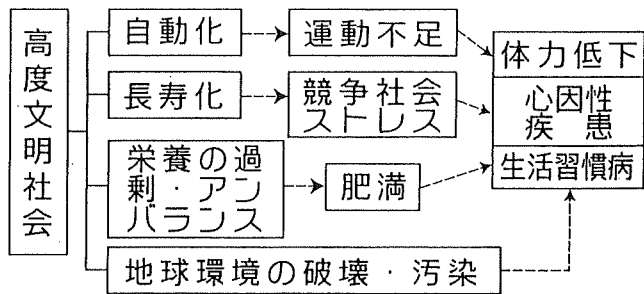 高度文明社会
自動化
運動不足
体力低下
長寿化
競争社会
ストレス
心因性
疾患
栄養の過
剰・アン
バランス
肥満
生活習慣病
地球環境の破壊・汚染